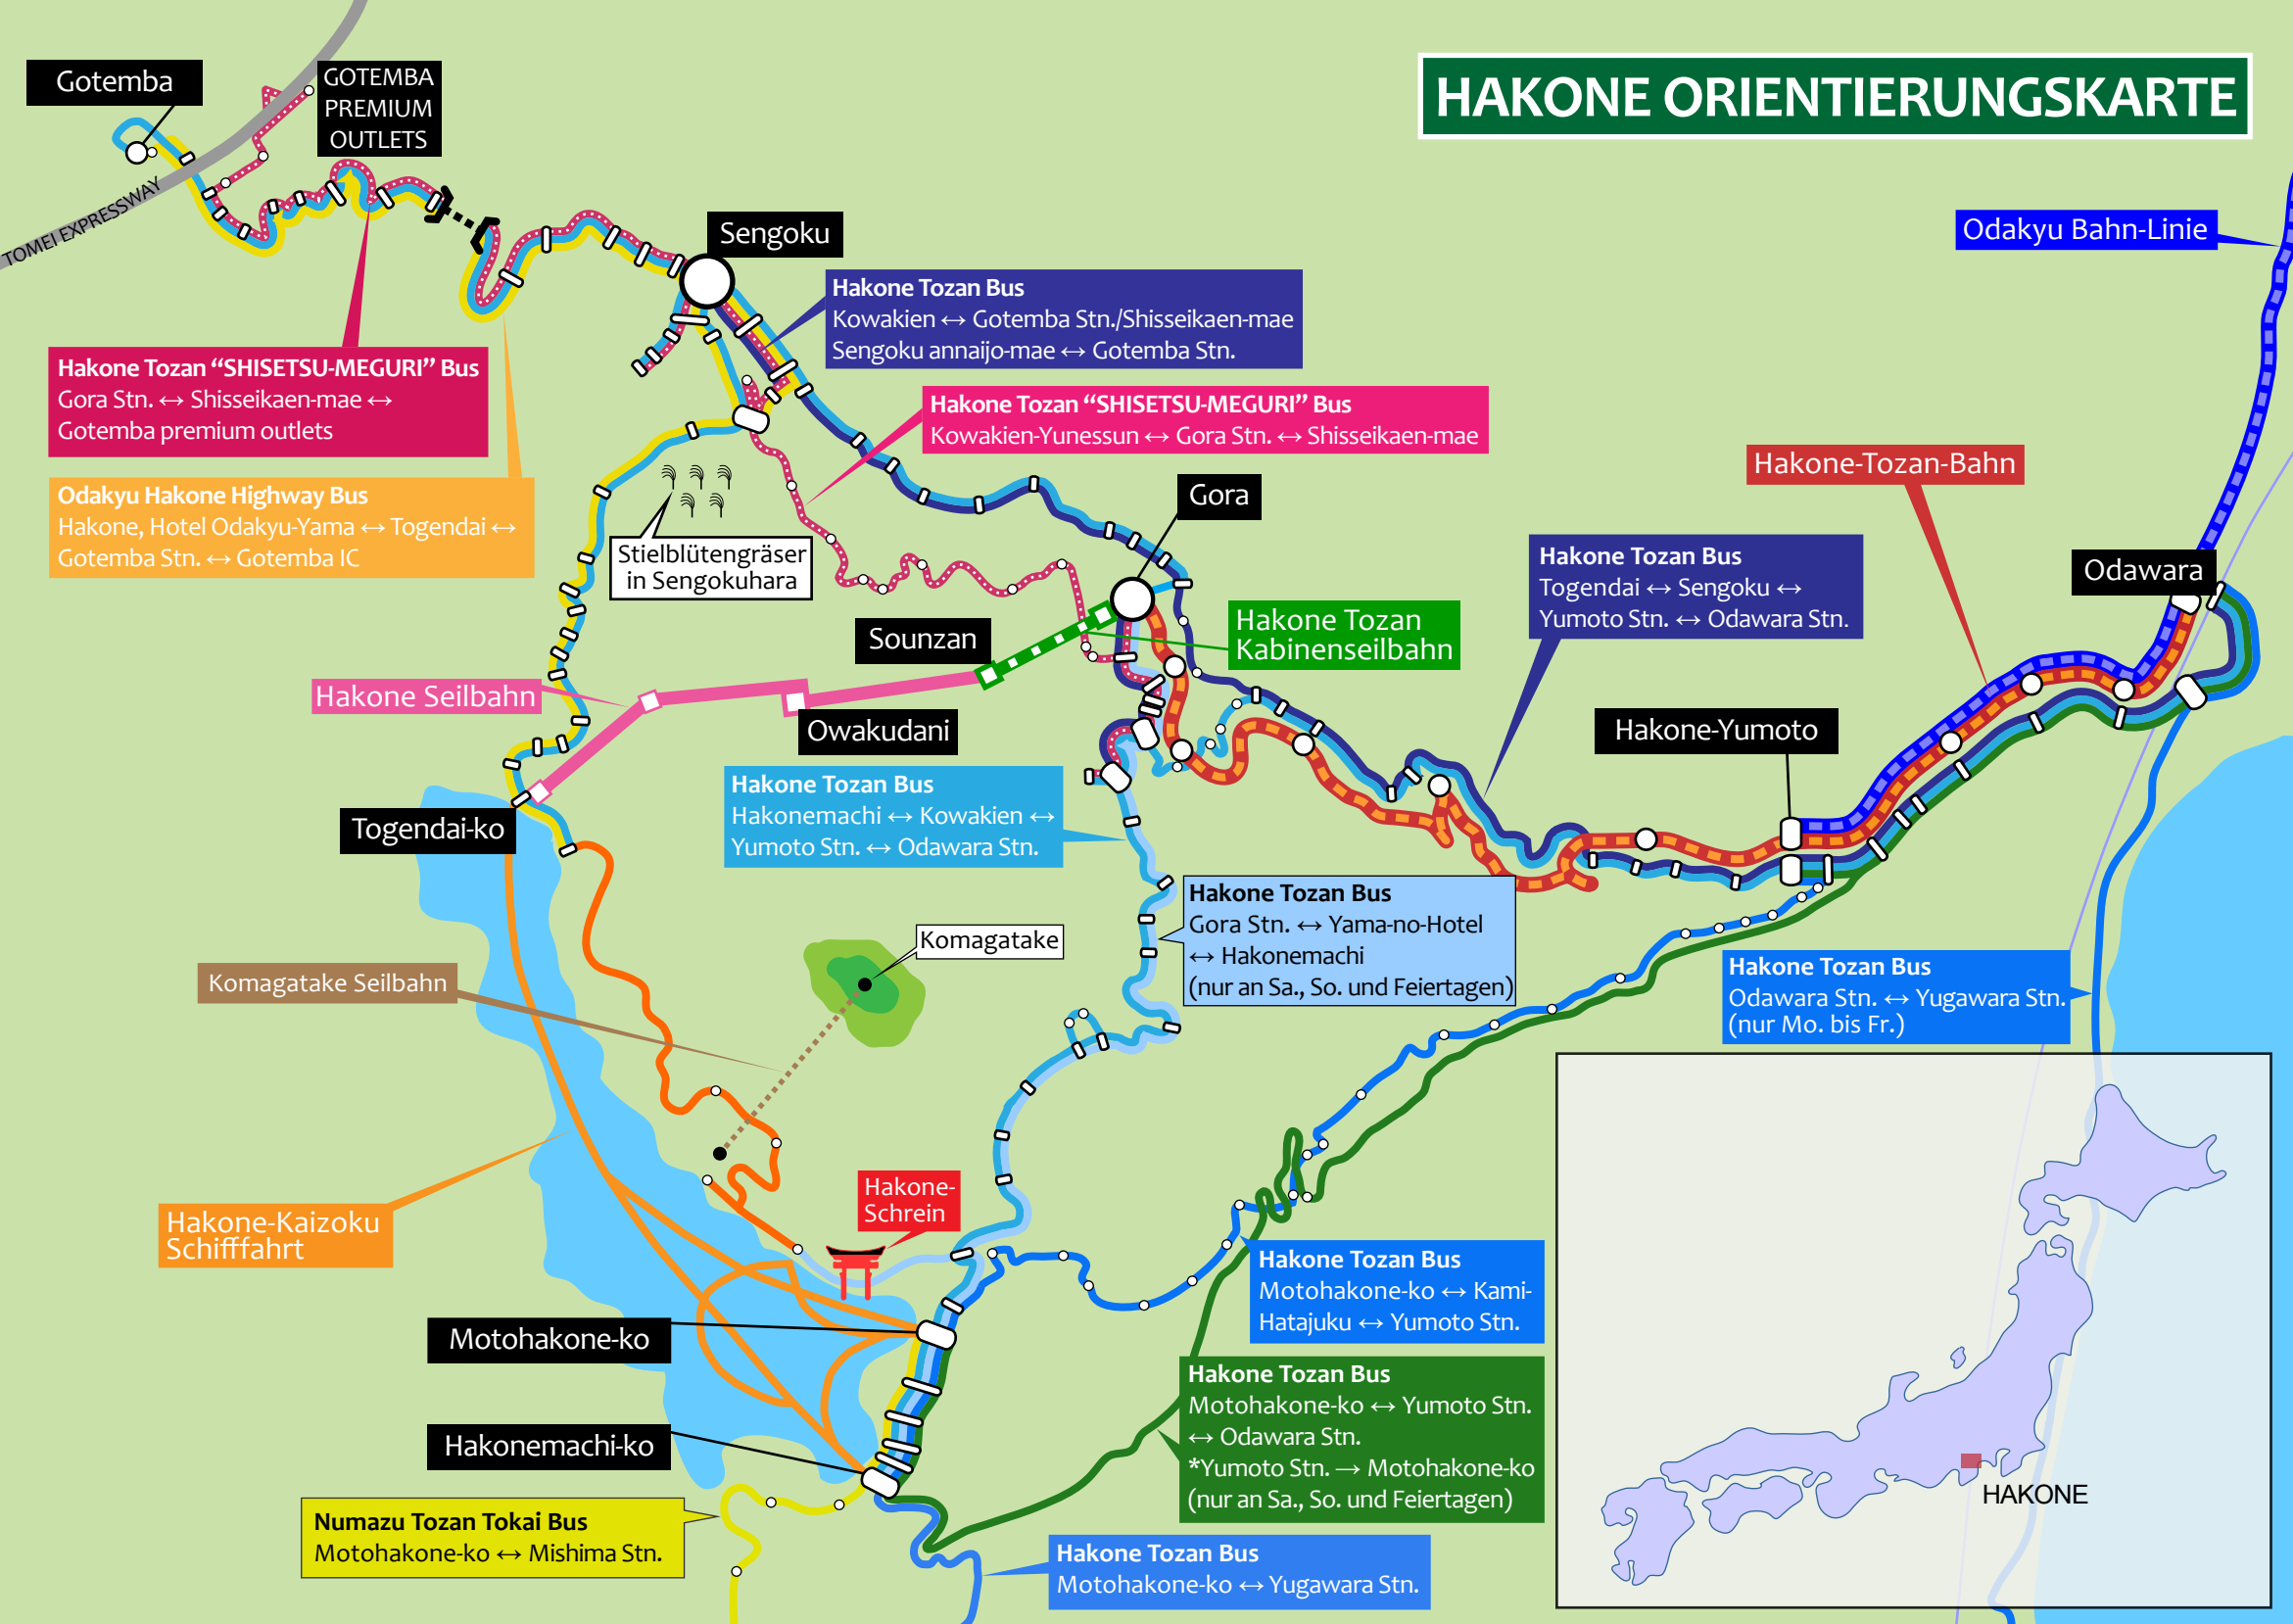 HAKONE ORIENTIERUNGSKARTE
Gotemba
GOTEMBA
PREMIUM
OUTLETS
TOMEI EXPRESSWAY
Sengoku
Odakyu Bahn-Linie
Hakone Tozan Bus
Kowakien ↔ Gotemba Stn./Shisseikaen-mae
Sengoku annaijo-mae ↔ Gotemba Stn.
Hakone Tozan “SHISETSU-MEGURI” Bus
Gora Stn. ↔ Shisseikaen-mae ↔
Gotemba premium outlets
Hakone Tozan “SHISETSU-MEGURI” Bus
Kowakien-Yunessun ↔ Gora Stn. ↔ Shisseikaen-mae
Hakone-Tozan-Bahn
Odakyu Hakone Highway Bus
Hakone, Hotel Odakyu-Yama ↔ Togendai ↔
Gotemba Stn. ↔ Gotemba IC
Gora
Stielblütengräser
in Sengokuhara
Hakone Tozan Bus
Togendai ↔ Sengoku ↔
Yumoto Stn. ↔ Odawara Stn.
Odawara
Sounzan
Hakone Tozan
Kabinenseilbahn
Hakone Seilbahn
Owakudani
Hakone-Yumoto
Togendai-ko
Hakone Tozan Bus
Hakonemachi ↔ Kowakien ↔
Yumoto Stn. ↔ Odawara Stn.
Hakone Tozan Bus
Gora Stn. ↔ Yama-no-Hotel
↔ Hakonemachi
(nur an Sa., So. und Feiertagen)
Komagatake
Komagatake Seilbahn
Hakone Tozan Bus
Odawara Stn. ↔ Yugawara Stn.
(nur Mo. bis Fr.)
Hakone-
Schrein
Hakone-Kaizoku
Schifffahrt
Hakone Tozan Bus
Motohakone-ko ↔ Kami-
Hatajuku ↔ Yumoto Stn.
Motohakone-ko
Hakone Tozan Bus
Motohakone-ko ↔ Yumoto Stn.
↔ Odawara Stn.
*Yumoto Stn. → Motohakone-ko
(nur an Sa., So. und Feiertagen)
Hakonemachi-ko
HAKONE
Numazu Tozan Tokai Bus
Motohakone-ko ↔ Mishima Stn.
Hakone Tozan Bus
Motohakone-ko ↔ Yugawara Stn.